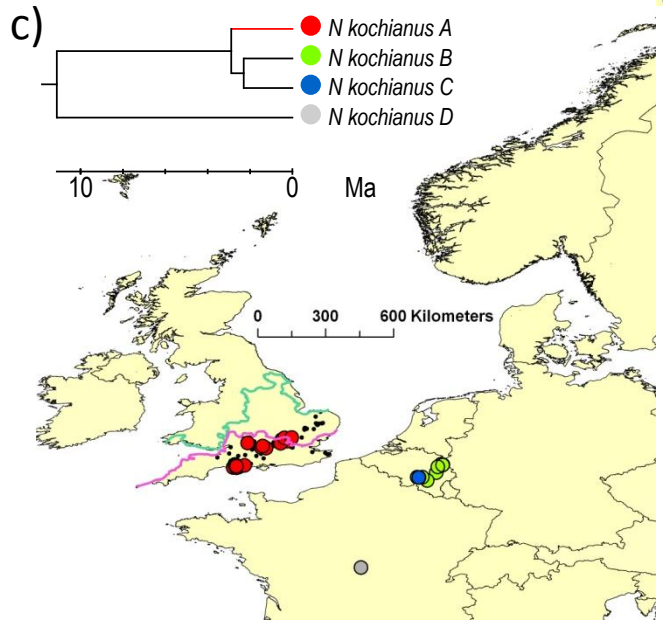 c)
N kochianus A
N kochianus B
N kochianus C
N kochianus D
10 0 Ma
0 300 600 Kilometers